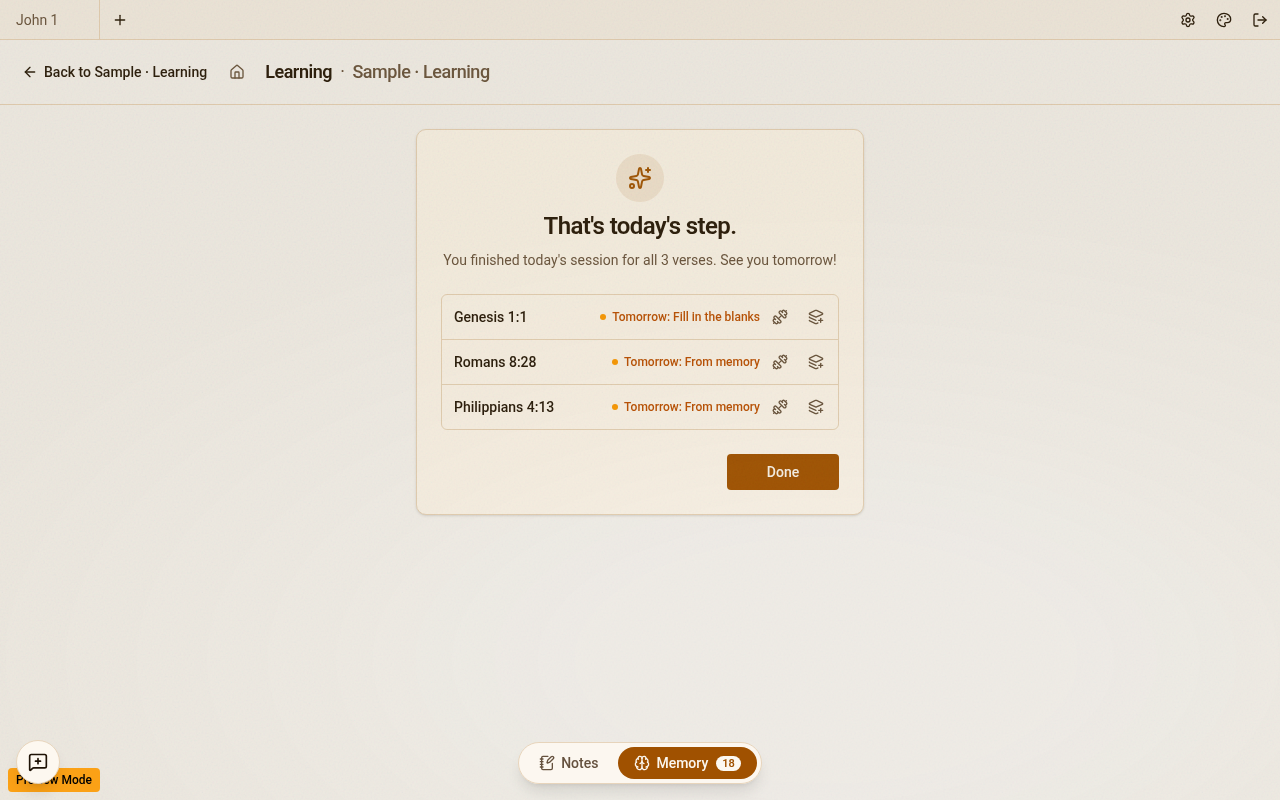 John 1
Back to Sample · Learning
Learning · Sample · Learning
That's today's step.
You finished today's session for all 3 verses. See you tomorrow!
Genesis 1:1 Tomorrow: Fill in the blanks
Romans 8:28 Tomorrow: From memory
Philippians 4:13 Tomorrow: From memory
Done
Notes Memory 18
Mode